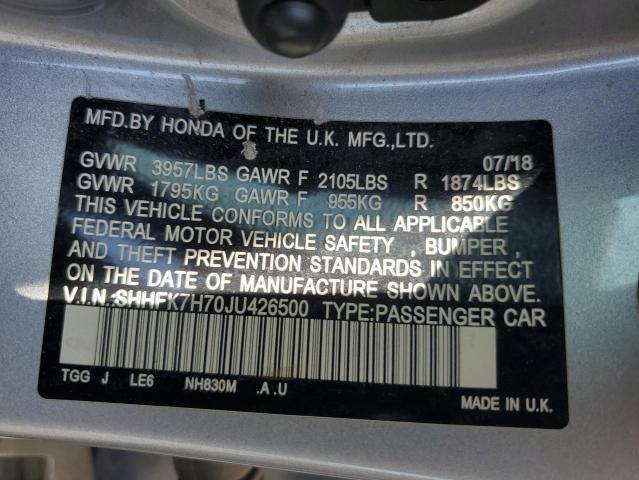 MFD.BY HONDA OF THE U.K. MFG.,LTD.
07/18
GVWR 3957LBS GAWR F 2105LBS R 1874LBS
GVWR 1795KG GAWR F 955KG R 850KG
THIS VEHICLE CONFORMS TO ALL APPLICABLE
FEDERAL MOTOR VEHICLE SAFETY , BUMPER ,
AND THEFT PREVENTION STANDARDS IN EFFECT
ON THE DATE OF MANUFACTURE SHOWN ABOVE.
V.I.N.:SHHFK7H70JU426500 TYPE:PASSENGER CAR
TGG J LE6 NH830M .A.U
MADE IN U.K.